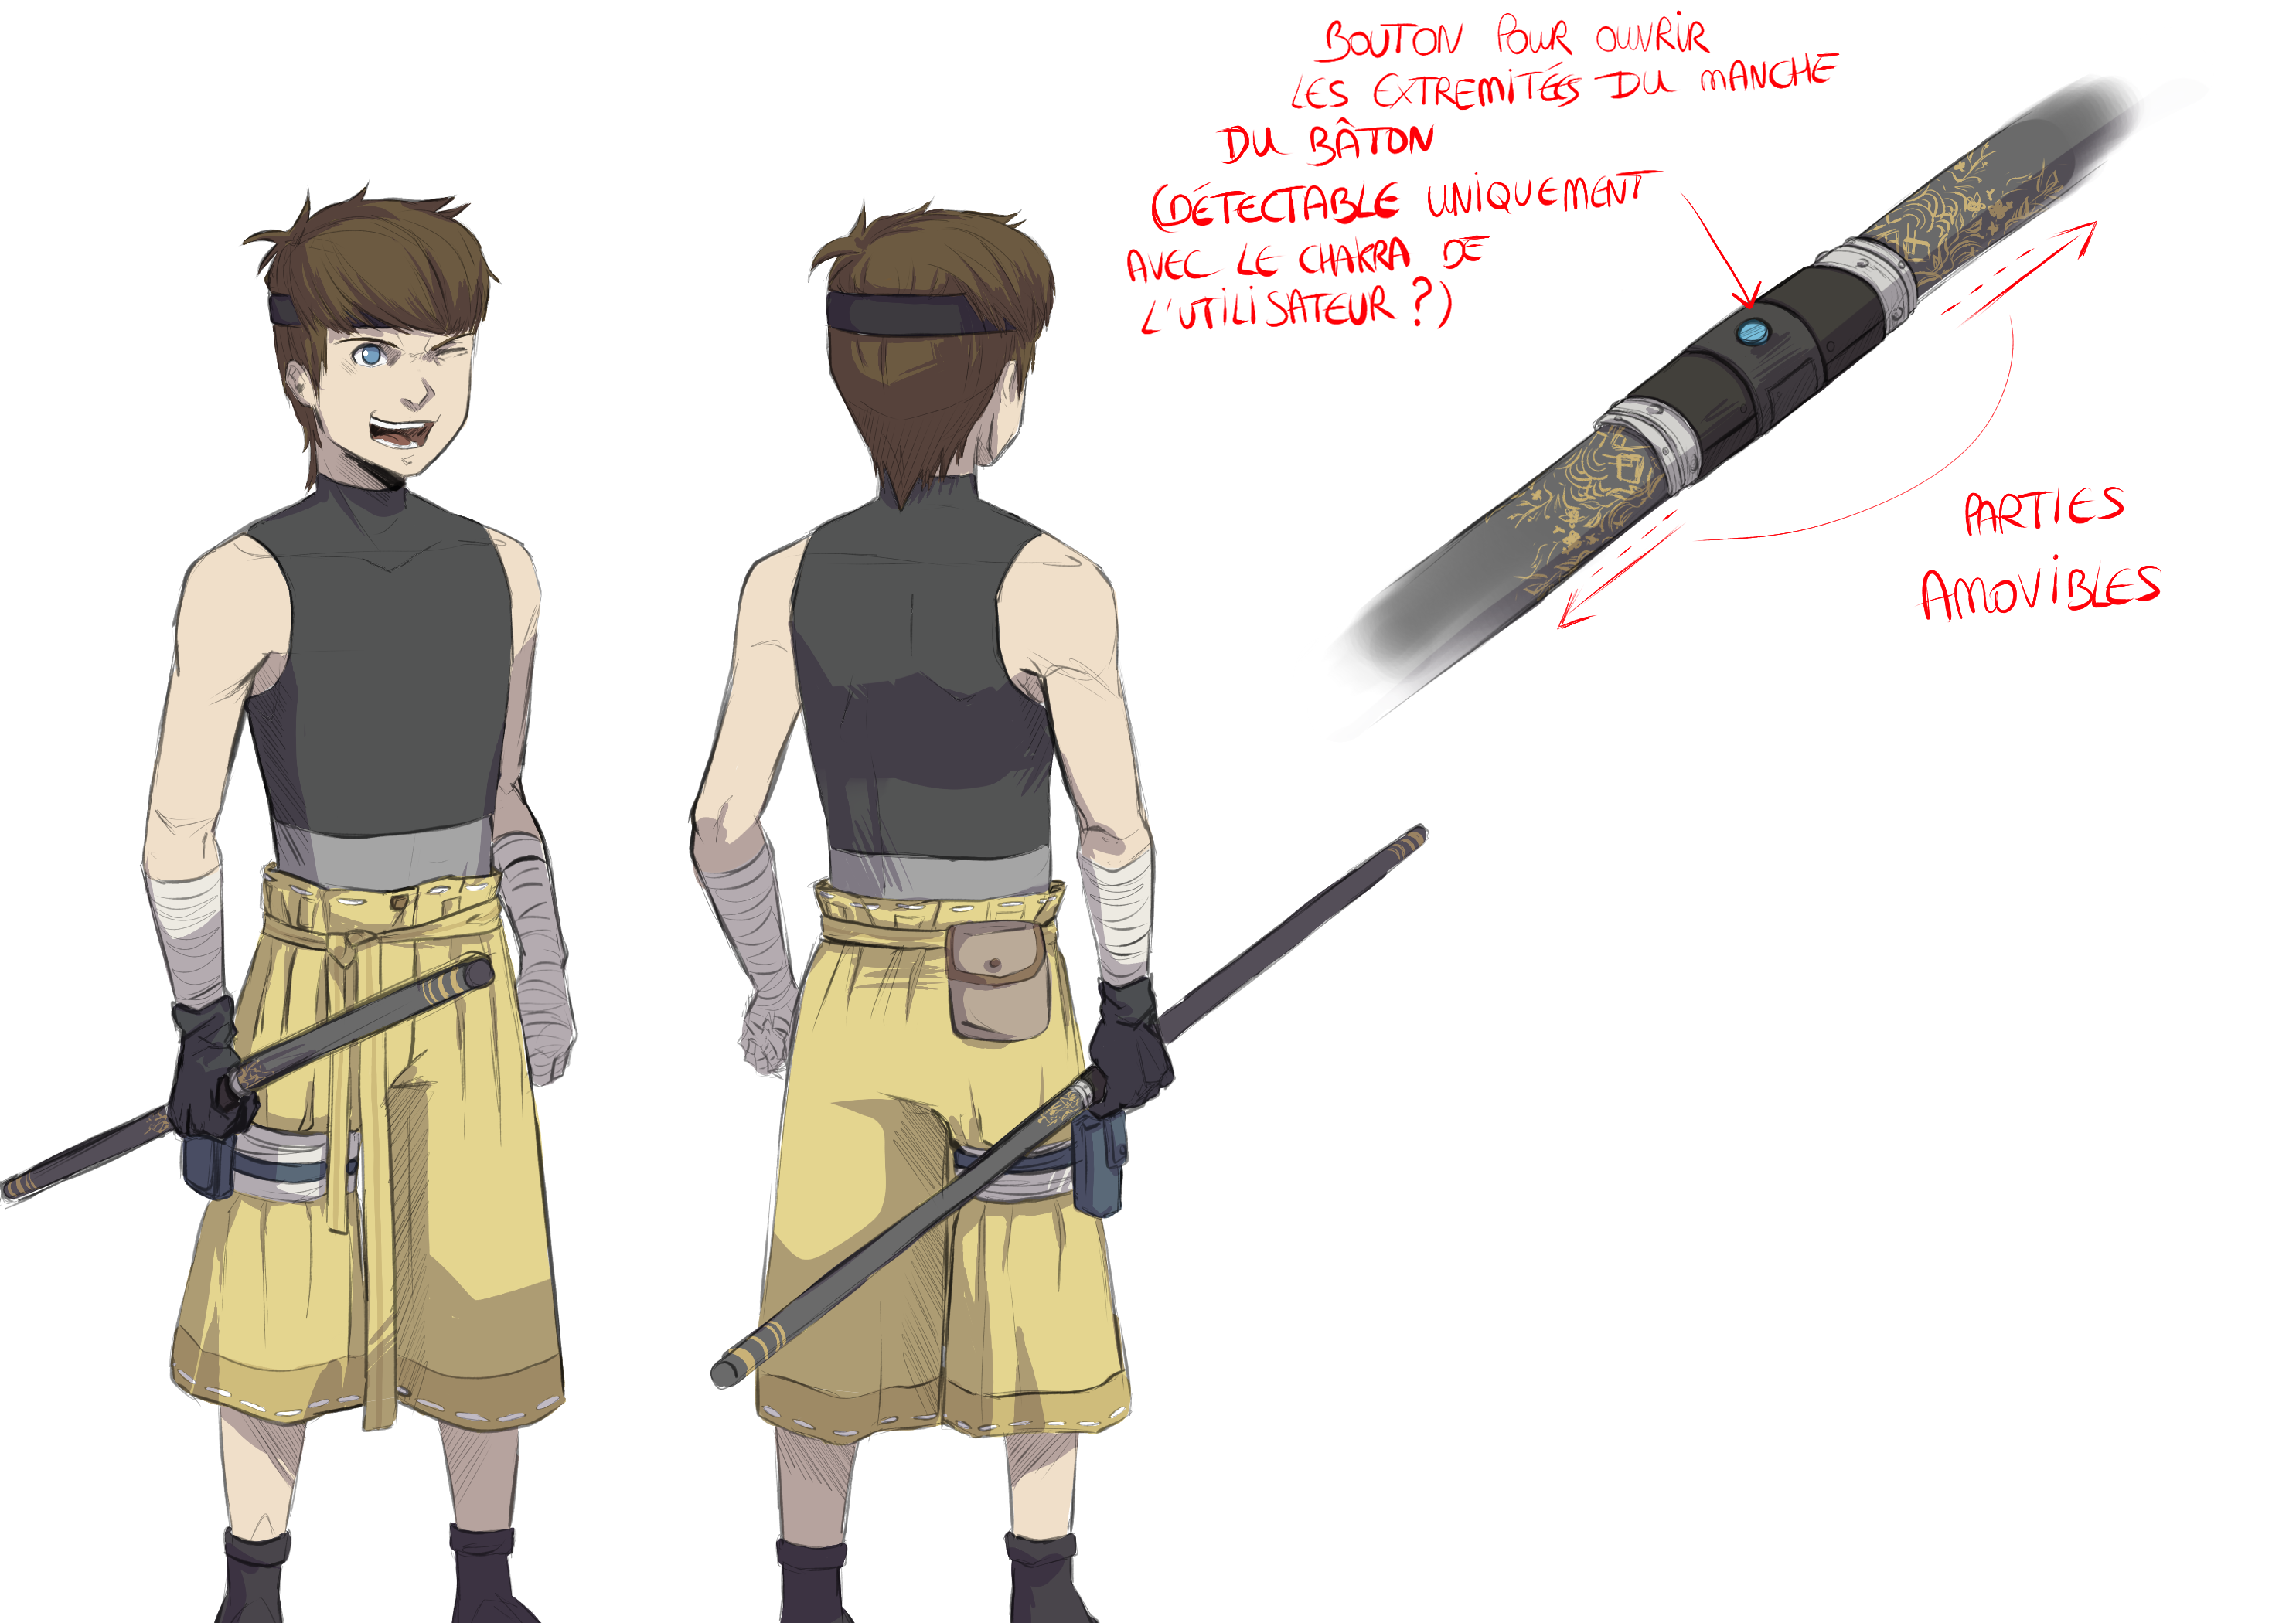 BOUTON POUR OUVRIR
LES EXTREMITÉES DU MANCHE
DU BÂTON
(DÉTECTABLE UNIQUEMENT
AVEC LE CHAKRA DE
L'UTILISATEUR ?)
PARTIES
AMOVIBLES